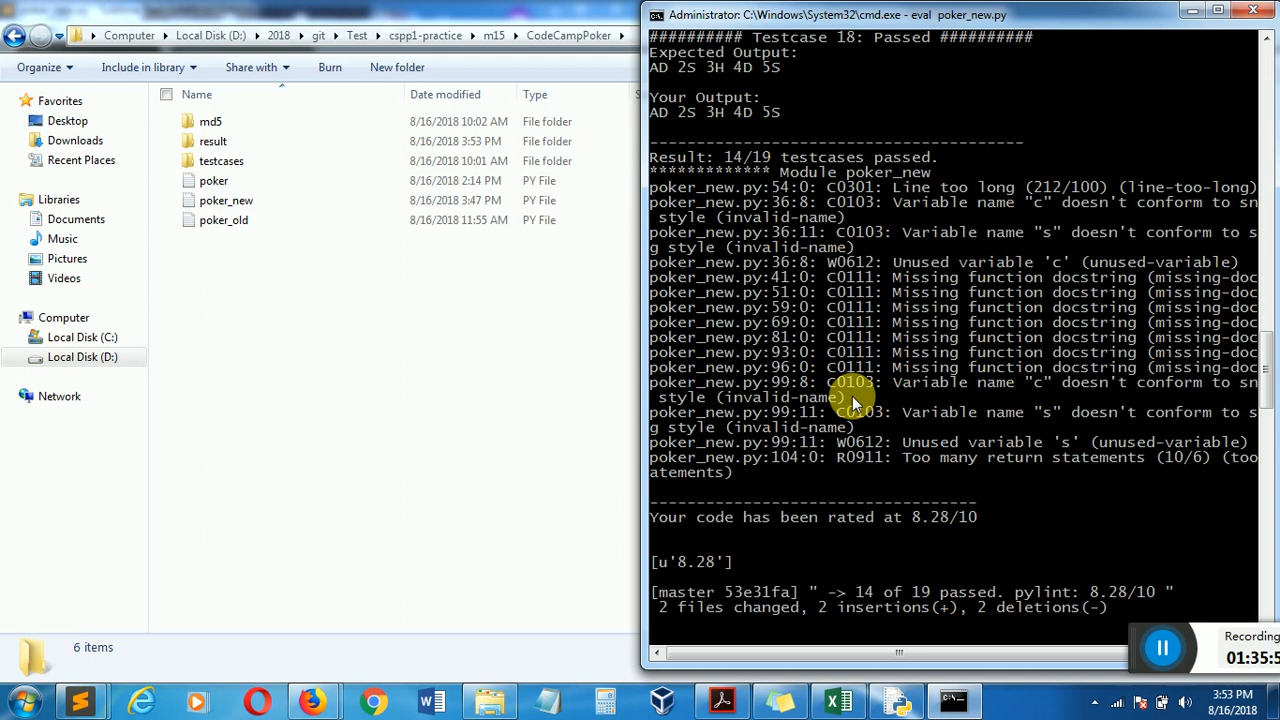 Computer ▸ Local Disk (D:) ▸ 2018 ▸ git ▸ Test ▸ cspp1-practice ▸ m15 ▸ CodeCampPoker ▸
Organize ▾ Include in library ▾ Share with ▾ Burn New folder
Name Date modified Type
Favorites
Desktop
Downloads
Recent Places
Libraries
Documents
Music
Pictures
Videos
Computer
Local Disk (C:)
Local Disk (D:)
Network
md5 8/16/2018 10:02 AM File folder
result 8/16/2018 3:53 PM File folder
testcases 8/16/2018 10:01 AM File folder
poker 8/16/2018 2:14 PM PY File
poker_new 8/16/2018 3:47 PM PY File
poker_old 8/16/2018 11:55 AM PY File
6 items
Administrator: C:\Windows\System32\cmd.exe - eval poker_new.py
########## Testcase 18: Passed ##########
Expected Output:
AD 2S 3H 4D 5S
Your Output:
AD 2S 3H 4D 5S
---------------------------------------
Result: 14/19 testcases passed.
************* Module poker_new
poker_new.py:54:0: C0301: Line too long (212/100) (line-too-long)
poker_new.py:36:8: C0103: Variable name "c" doesn't conform to sn
style (invalid-name)
poker_new.py:36:11: C0103: Variable name "s" doesn't conform to s
g style (invalid-name)
poker_new.py:36:8: W0612: Unused variable 'c' (unused-variable)
poker_new.py:41:0: C0111: Missing function docstring (missing-doc
poker_new.py:51:0: C0111: Missing function docstring (missing-doc
poker_new.py:59:0: C0111: Missing function docstring (missing-doc
poker_new.py:69:0: C0111: Missing function docstring (missing-doc
poker_new.py:81:0: C0111: Missing function docstring (missing-doc
poker_new.py:93:0: C0111: Missing function docstring (missing-doc
poker_new.py:96:0: C0111: Missing function docstring (missing-doc
poker_new.py:99:8: C0103: Variable name "c" doesn't conform to sn
style (invalid-name)
poker_new.py:99:11: C0103: Variable name "s" doesn't conform to s
g style (invalid-name)
poker_new.py:99:11: W0612: Unused variable 's' (unused-variable)
poker_new.py:104:0: R0911: Too many return statements (10/6) (too
atements)
----------------------------------
Your code has been rated at 8.28/10
[u'8.28']
[master 53e31fa] " -> 14 of 19 passed. pylint: 8.28/10 "
2 files changed, 2 insertions(+), 2 deletions(-)
Recording
01:35:5
3:53 PM
8/16/2018